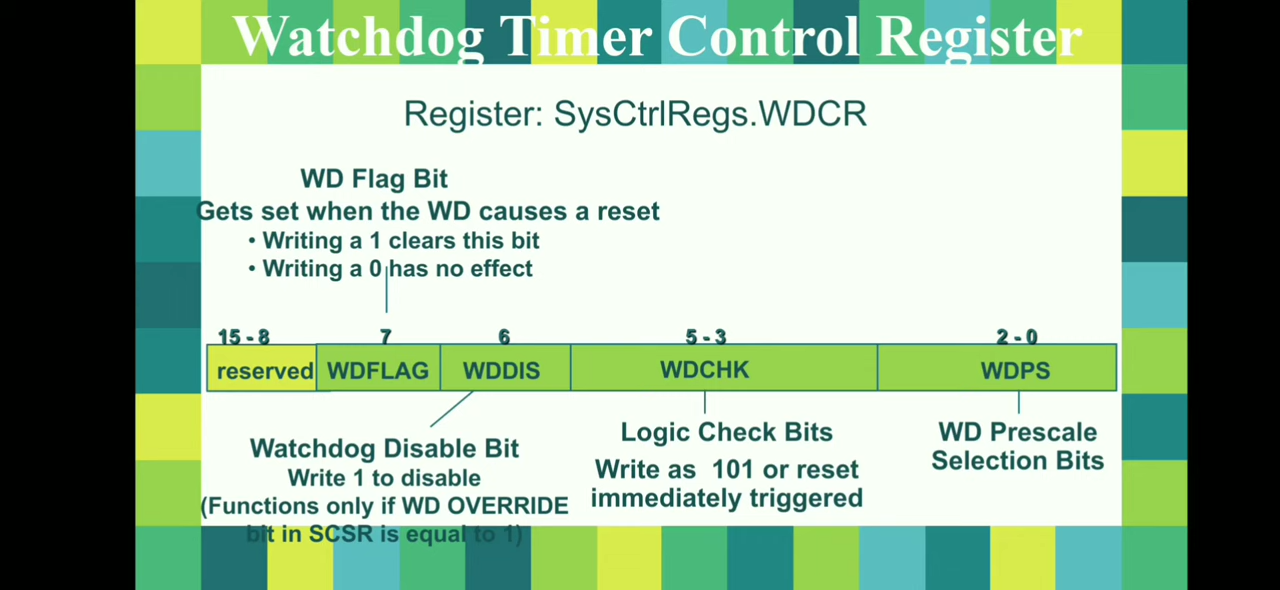 Watchdog Timer Control Register
Register: SysCtrlRegs.WDCR
WD Flag Bit
Gets set when the WD causes a reset
• Writing a 1 clears this bit
• Writing a 0 has no effect
15 - 8 7 6 5 - 3 2 - 0
reserved WDFLAG WDDIS WDCHK WDPS
Watchdog Disable Bit
Write 1 to disable
(Functions only if WD OVERRIDE
bit in SCSR is equal to 1)
Logic Check Bits
Write as 101 or reset
immediately triggered
WD Prescale
Selection Bits